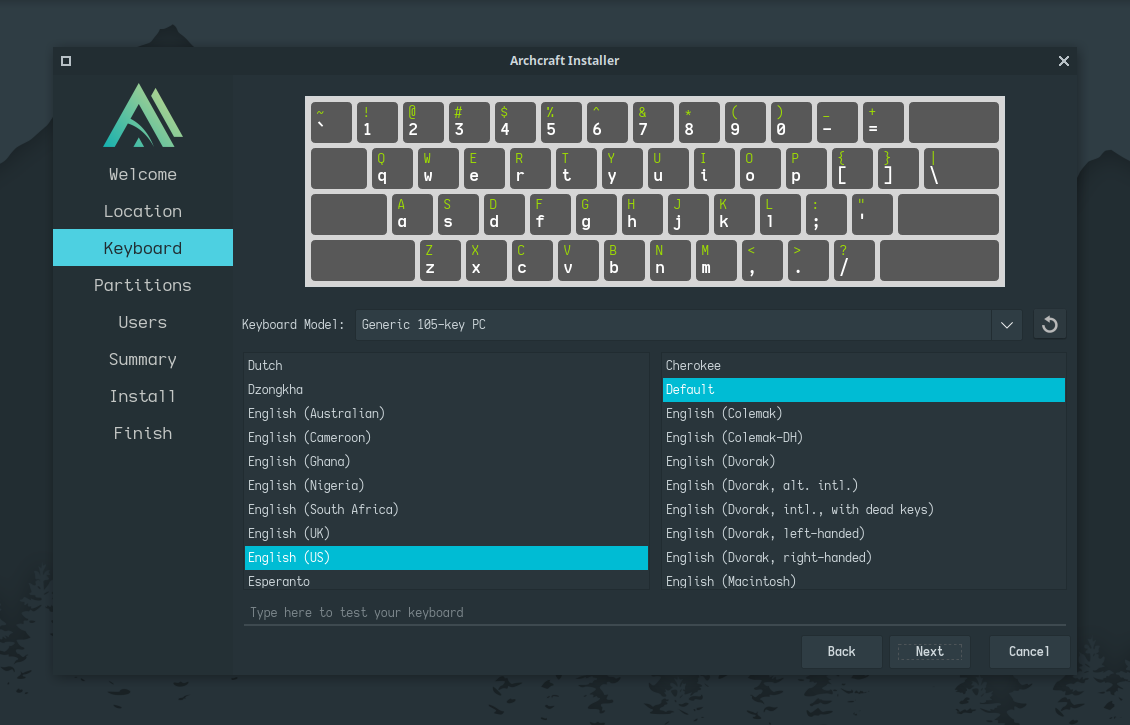 Archcraft Installer
Welcome
Location
Keyboard
Partitions
Users
Summary
Install
Finish
~ ! @ # $ % ^ & * ( ) _ +
` 1 2 3 4 5 6 7 8 9 0 - =
Q W E R T Y U I O P { } |
q w e r t y u i o p [ ] \
A S D F G H J K L : "
a s d f g h j k l ; '
Z X C V B N M < > ?
z x c v b n m , . /
Keyboard Model: Generic 105-key PC
Dutch
Dzongkha
English (Australian)
English (Cameroon)
English (Ghana)
English (Nigeria)
English (South Africa)
English (UK)
English (US)
Esperanto
Cherokee
Default
English (Colemak)
English (Colemak-DH)
English (Dvorak)
English (Dvorak, alt. intl.)
English (Dvorak, intl., with dead keys)
English (Dvorak, left-handed)
English (Dvorak, right-handed)
English (Macintosh)
Type here to test your keyboard
Back Next Cancel